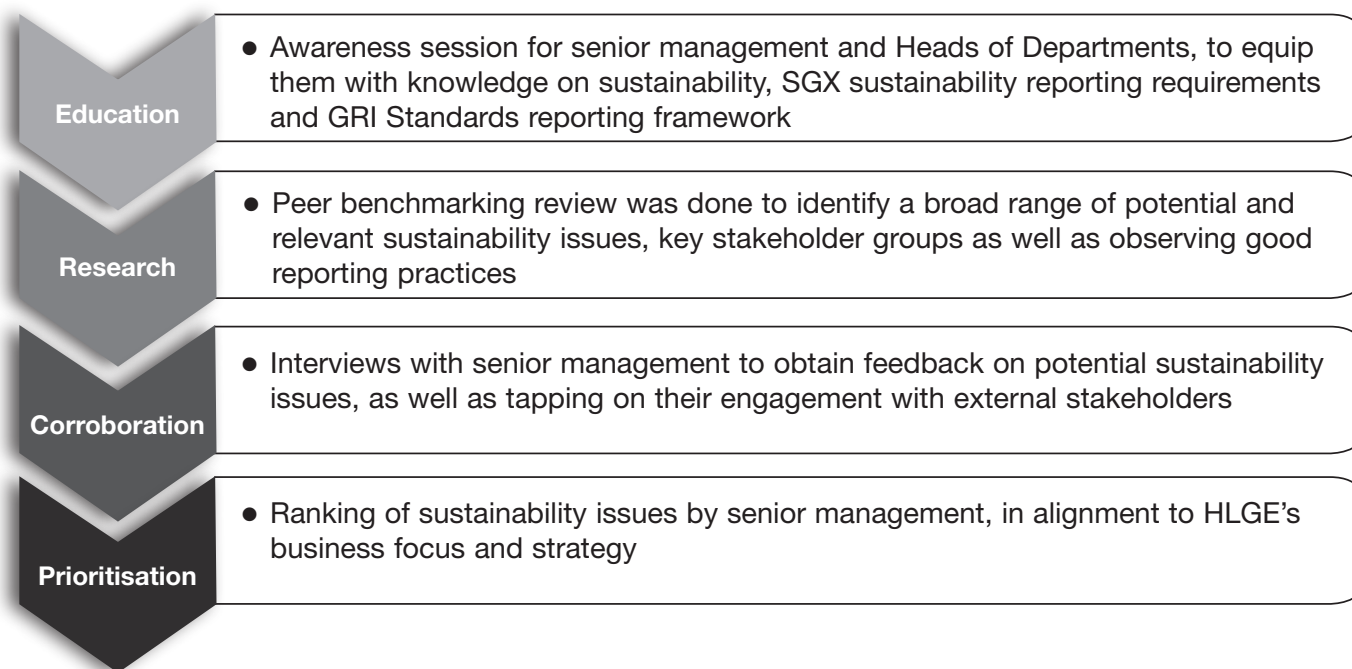 Education
● Awareness session for senior management and Heads of Departments, to equip
them with knowledge on sustainability, SGX sustainability reporting requirements
and GRI Standards reporting framework
Research
● Peer benchmarking review was done to identify a broad range of potential and
relevant sustainability issues, key stakeholder groups as well as observing good
reporting practices
Corroboration
● Interviews with senior management to obtain feedback on potential sustainability
issues, as well as tapping on their engagement with external stakeholders
Prioritisation
● Ranking of sustainability issues by senior management, in alignment to HLGE’s
business focus and strategy